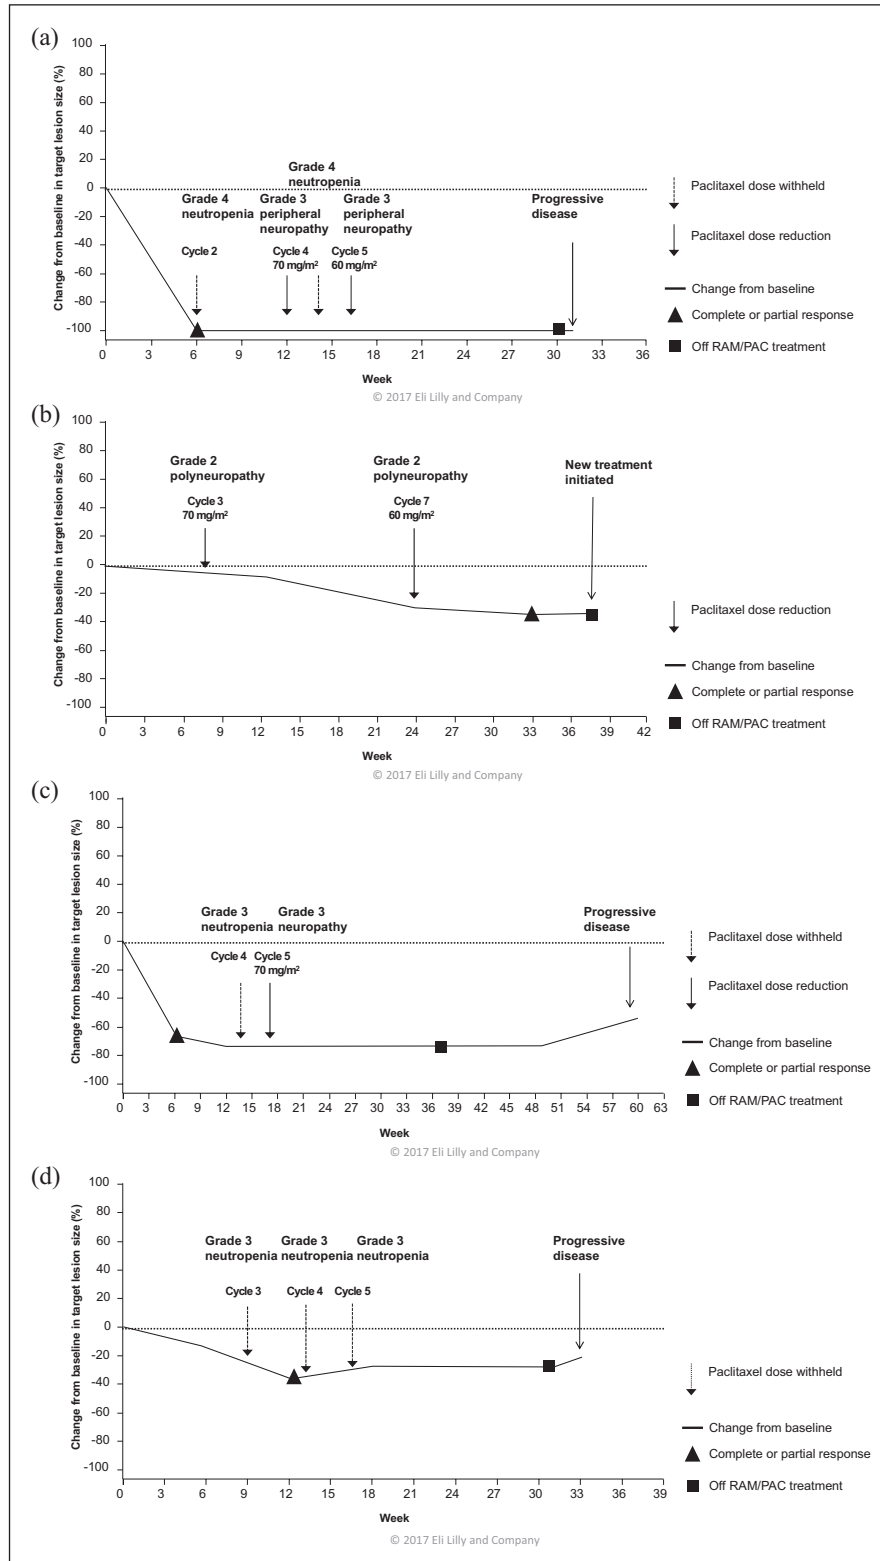 (a)
Change from baseline in target lesion size (%)
100
80
60
40
20
0
-20
-40
-60
-80
-100
Grade 4
neutropenia
Grade 4
neutropenia
Grade 3
peripheral
neuropathy
Grade 3
peripheral
neuropathy
Progressive
disease
Cycle 2
Cycle 4
70 mg/m²
Cycle 5
60 mg/m²
0 3 6 9 12 15 18 21 24 27 30 33 36
Week
© 2017 Eli Lilly and Company
Paclitaxel dose withheld
Paclitaxel dose reduction
Change from baseline
Complete or partial response
Off RAM/PAC treatment
(b)
Change from baseline in target lesion size (%)
100
80
60
40
20
0
-20
-40
-60
-80
-100
Grade 2
polyneuropathy
Cycle 3
70 mg/m²
Grade 2
polyneuropathy
Cycle 7
60 mg/m²
New treatment
initiated
0 3 6 9 12 15 18 21 24 27 30 33 36 39 42
Week
© 2017 Eli Lilly and Company
Paclitaxel dose reduction
Change from baseline
Complete or partial response
Off RAM/PAC treatment
(c)
Change from baseline in target lesion size (%)
100
80
60
40
20
0
-20
-40
-60
-80
-100
Grade 3
neutropenia
Cycle 4
Grade 3
neuropathy
Cycle 5
70 mg/m²
Progressive
disease
0 3 6 9 12 15 18 21 24 27 30 33 36 39 42 45 48 51 54 57 60 63
Week
© 2017 Eli Lilly and Company
Paclitaxel dose withheld
Paclitaxel dose reduction
Change from baseline
Complete or partial response
Off RAM/PAC treatment
(d)
Change from baseline in target lesion size (%)
100
80
60
40
20
0
-20
-40
-60
-80
-100
Grade 3
neutropenia
Cycle 3
Grade 3
neutropenia
Cycle 4
Grade 3
neutropenia
Cycle 5
Progressive
disease
0 3 6 9 12 15 18 21 24 27 30 33 36 39
Week
© 2017 Eli Lilly and Company
Paclitaxel dose withheld
Change from baseline
Complete or partial response
Off RAM/PAC treatment